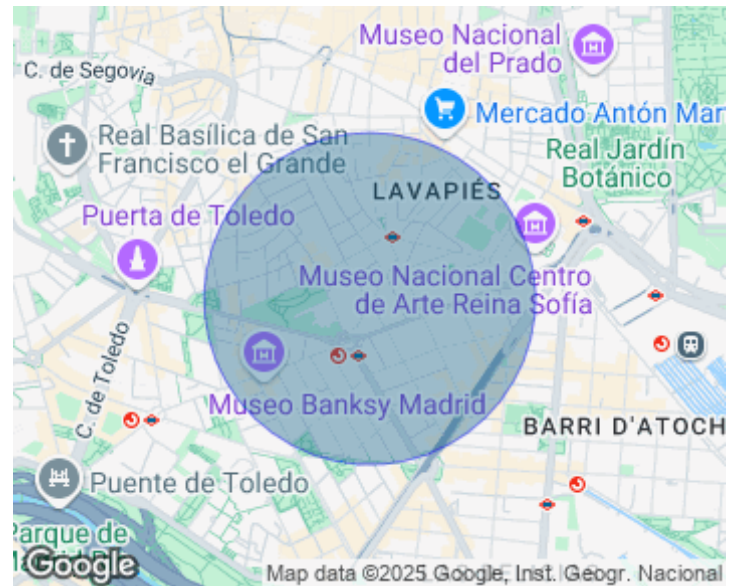 Museo Nacional
del Prado
C. de Segovia
Mercado Antón Mar
Real Basílica de San
Francisco el Grande
Real Jardín
Botánico
LAVAPIÉS
Puerta de Toledo
Museo Nacional Centro
de Arte Reina Sofía
C. de Toledo
Museo Banksy Madrid
BARRI D'ATOCH
Puente de Toledo
Parque de
Google
Map data ©2025 Google, Inst. Geogr. Nacional